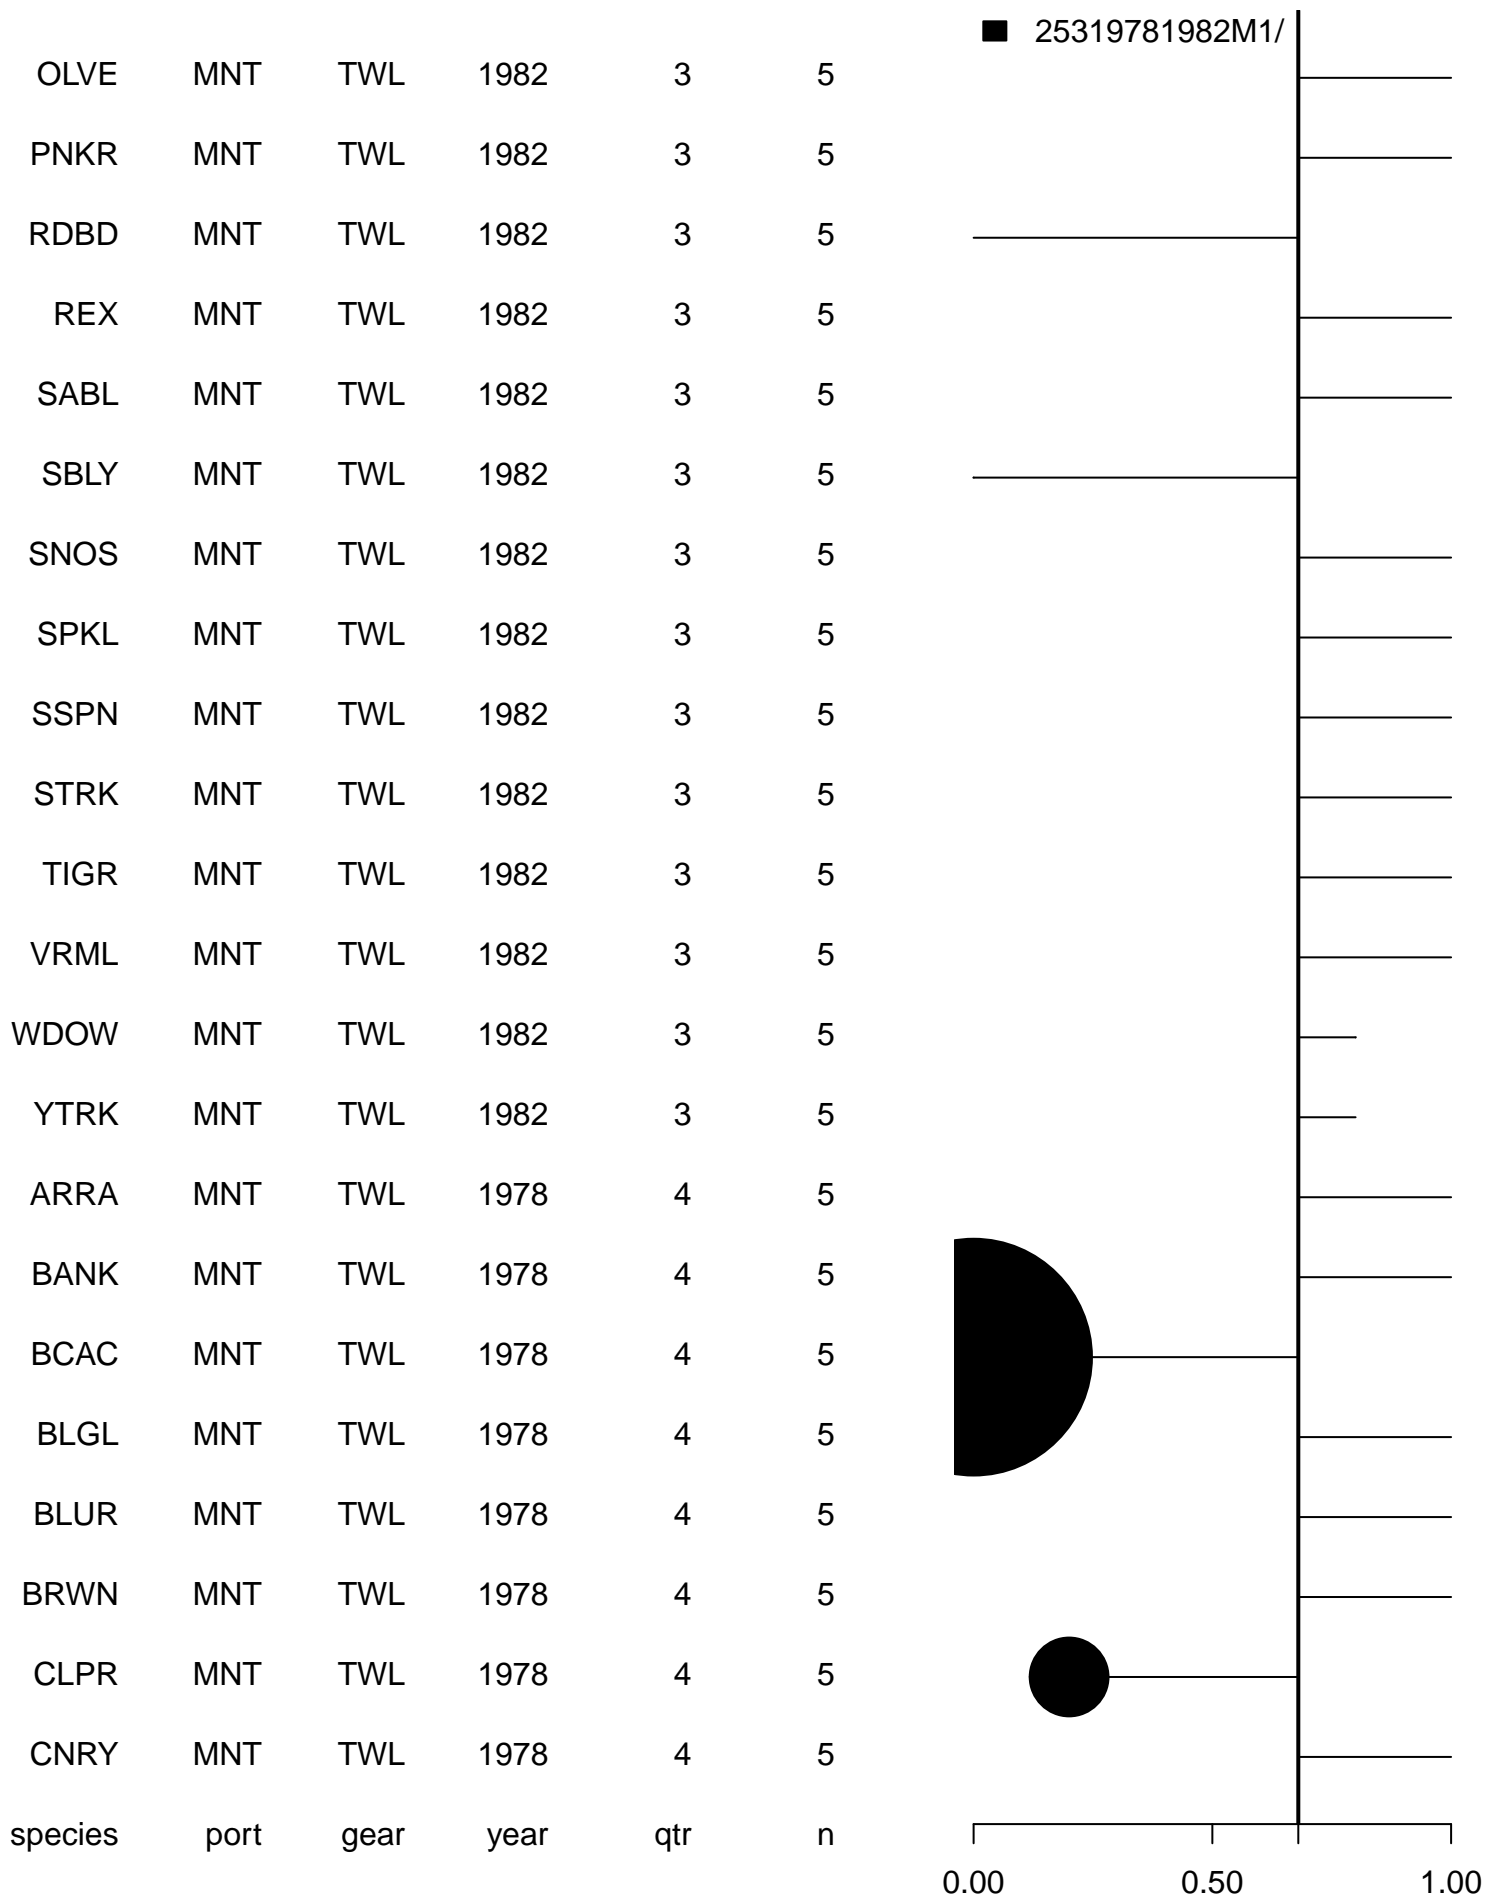 25319781982M1/
OLVE MNT TWL 1982 3 5
PNKR MNT TWL 1982 3 5
RDBD MNT TWL 1982 3 5
REX MNT TWL 1982 3 5
SABL MNT TWL 1982 3 5
SBLY MNT TWL 1982 3 5
SNOS MNT TWL 1982 3 5
SPKL MNT TWL 1982 3 5
SSPN MNT TWL 1982 3 5
STRK MNT TWL 1982 3 5
TIGR MNT TWL 1982 3 5
VRML MNT TWL 1982 3 5
WDOW MNT TWL 1982 3 5
YTRK MNT TWL 1982 3 5
ARRA MNT TWL 1978 4 5
BANK MNT TWL 1978 4 5
BCAC MNT TWL 1978 4 5
BLGL MNT TWL 1978 4 5
BLUR MNT TWL 1978 4 5
BRWN MNT TWL 1978 4 5
CLPR MNT TWL 1978 4 5
CNRY MNT TWL 1978 4 5
species port gear year qtr n
0.00 0.50 1.00